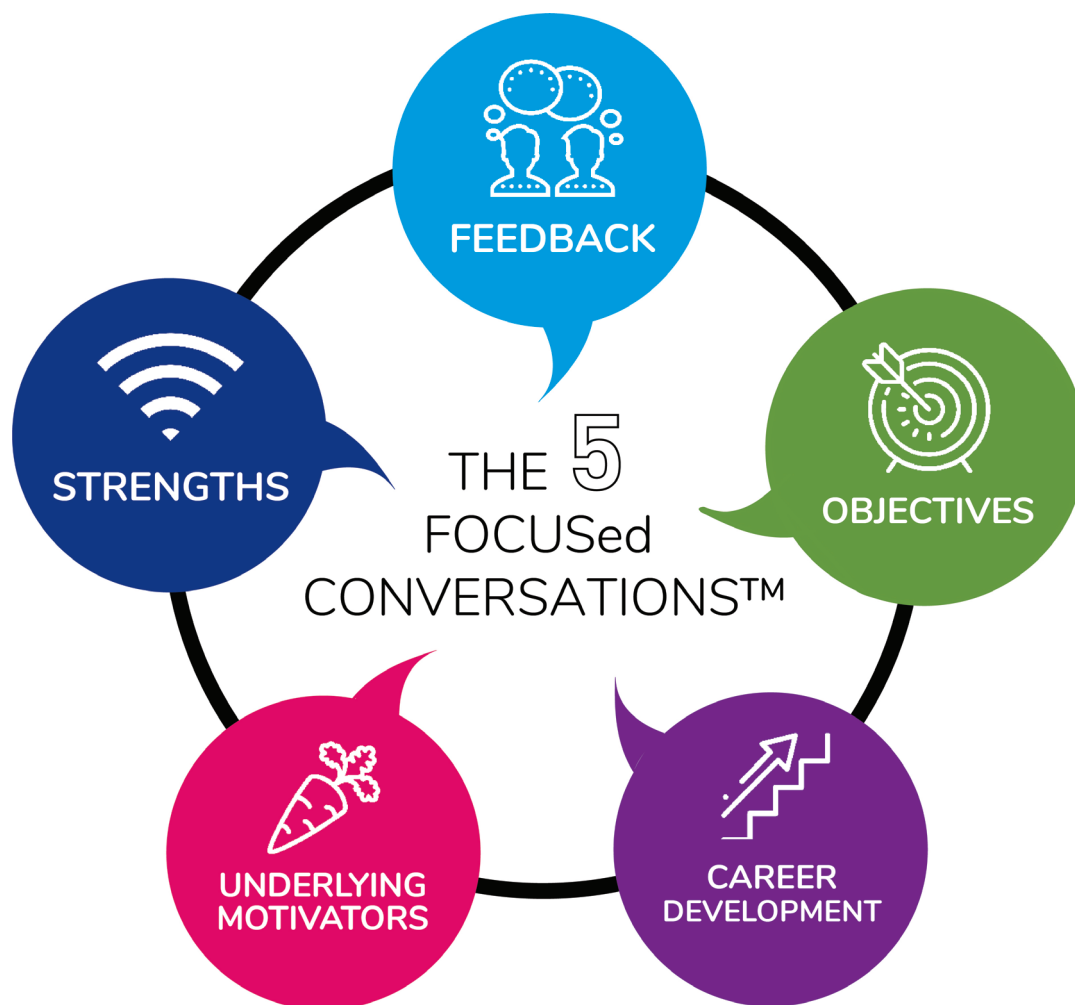 FEEDBACK
OBJECTIVES
CAREER
DEVELOPMENT
UNDERLYING
MOTIVATORS
STRENGTHS
THE 5
FOCUSed
CONVERSATIONS™